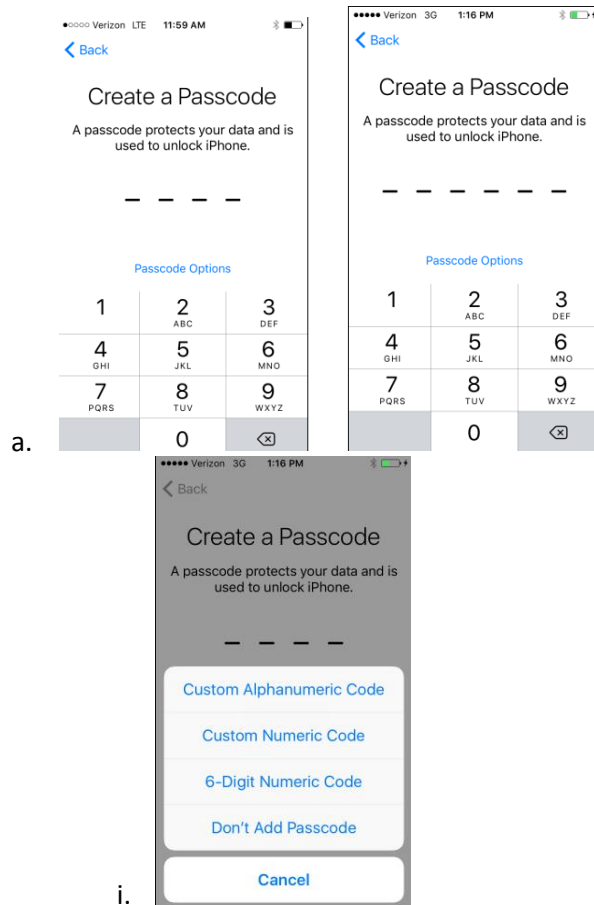 Verizon LTE 11:59 AM
Back
Create a Passcode
A passcode protects your data and is
used to unlock iPhone.
Passcode Options
1 2 3
ABC DEF
4 5 6
GHI JKL MNO
7 8 9
PQRS TUV WXYZ
0
Verizon 3G 1:16 PM
Back
Create a Passcode
A passcode protects your data and is
used to unlock iPhone.
Passcode Options
1 2 3
ABC DEF
4 5 6
GHI JKL MNO
7 8 9
PQRS TUV WXYZ
0
a.
Verizon 3G 1:16 PM
Back
Create a Passcode
A passcode protects your data and is
used to unlock iPhone.
Custom Alphanumeric Code
Custom Numeric Code
6-Digit Numeric Code
Don't Add Passcode
Cancel
i.